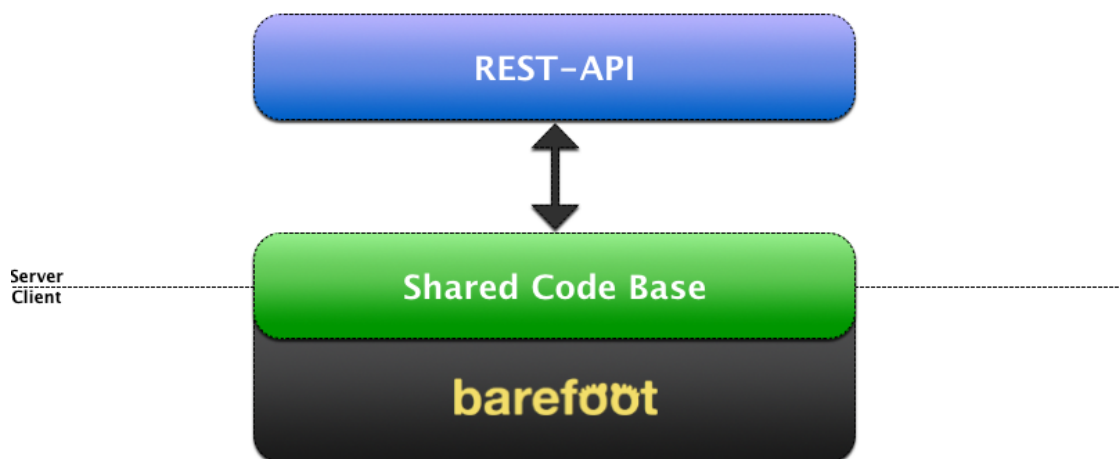 REST-API
Server
Client
Shared Code Base
barefoot